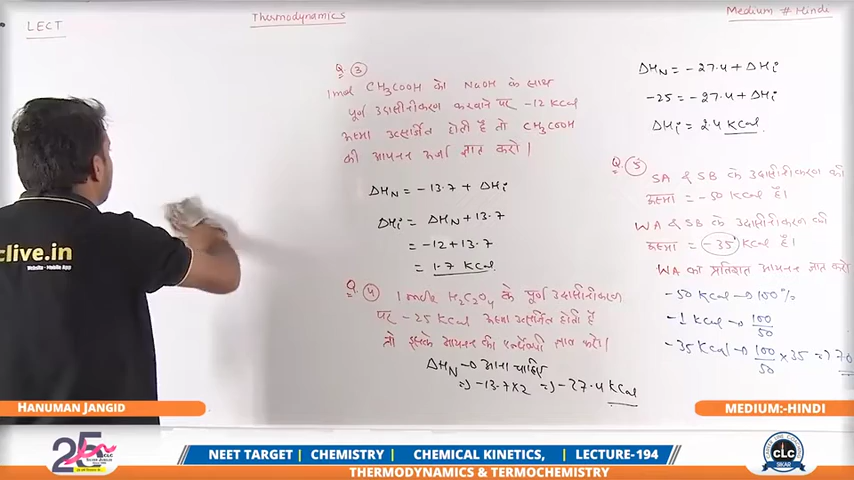 LECT
Thermodynamics
Medium # Hindi
Q. 3
1mol CH3COOH को NaOH के साथ
पूर्ण उदासीनीकरण करवाने पर -12 KCal
ऊष्मा उत्सर्जित होती है तो CH3COOH
की आयनन ऊर्जा ज्ञात करो।
ΔHN = -13.7 + ΔHi
ΔHi = ΔHN + 13.7
= -12 + 13.7
= 1.7 KCal
Q. 4
1 mole H2C2O4 के पूर्ण उदासीनीकरण
पर -25 KCal ऊष्मा उत्सर्जित होती है
तो इसके आयनन की एन्थैल्पी ज्ञात करो।
ΔHN → आना चाहिए
⇒ -13.7×2 ⇒ -27.4 KCal
ΔHN = -27.4 + ΔHi
-25 = -27.4 + ΔHi
ΔHi = 2.4 KCal
Q. 5
SA & SB के उदासीनीकरण की
ऊष्मा = -50 KCal है।
WA & SB के उदासीनीकरण की
ऊष्मा = -35 KCal है।
WA का प्रतिशत आयनन ज्ञात करो
-50 KCal → 100%
-1 KCal → 100/50
-35 KCal → 100/50 × 35 ⇒ 70
clive.in
Website - Mobile App
HANUMAN JANGID
MEDIUM:-HINDI
25
CLC
NEET TARGET | CHEMISTRY | CHEMICAL KINETICS, | LECTURE-194
THERMODYNAMICS & TERMOCHEMISTRY
CLC
SIKAR